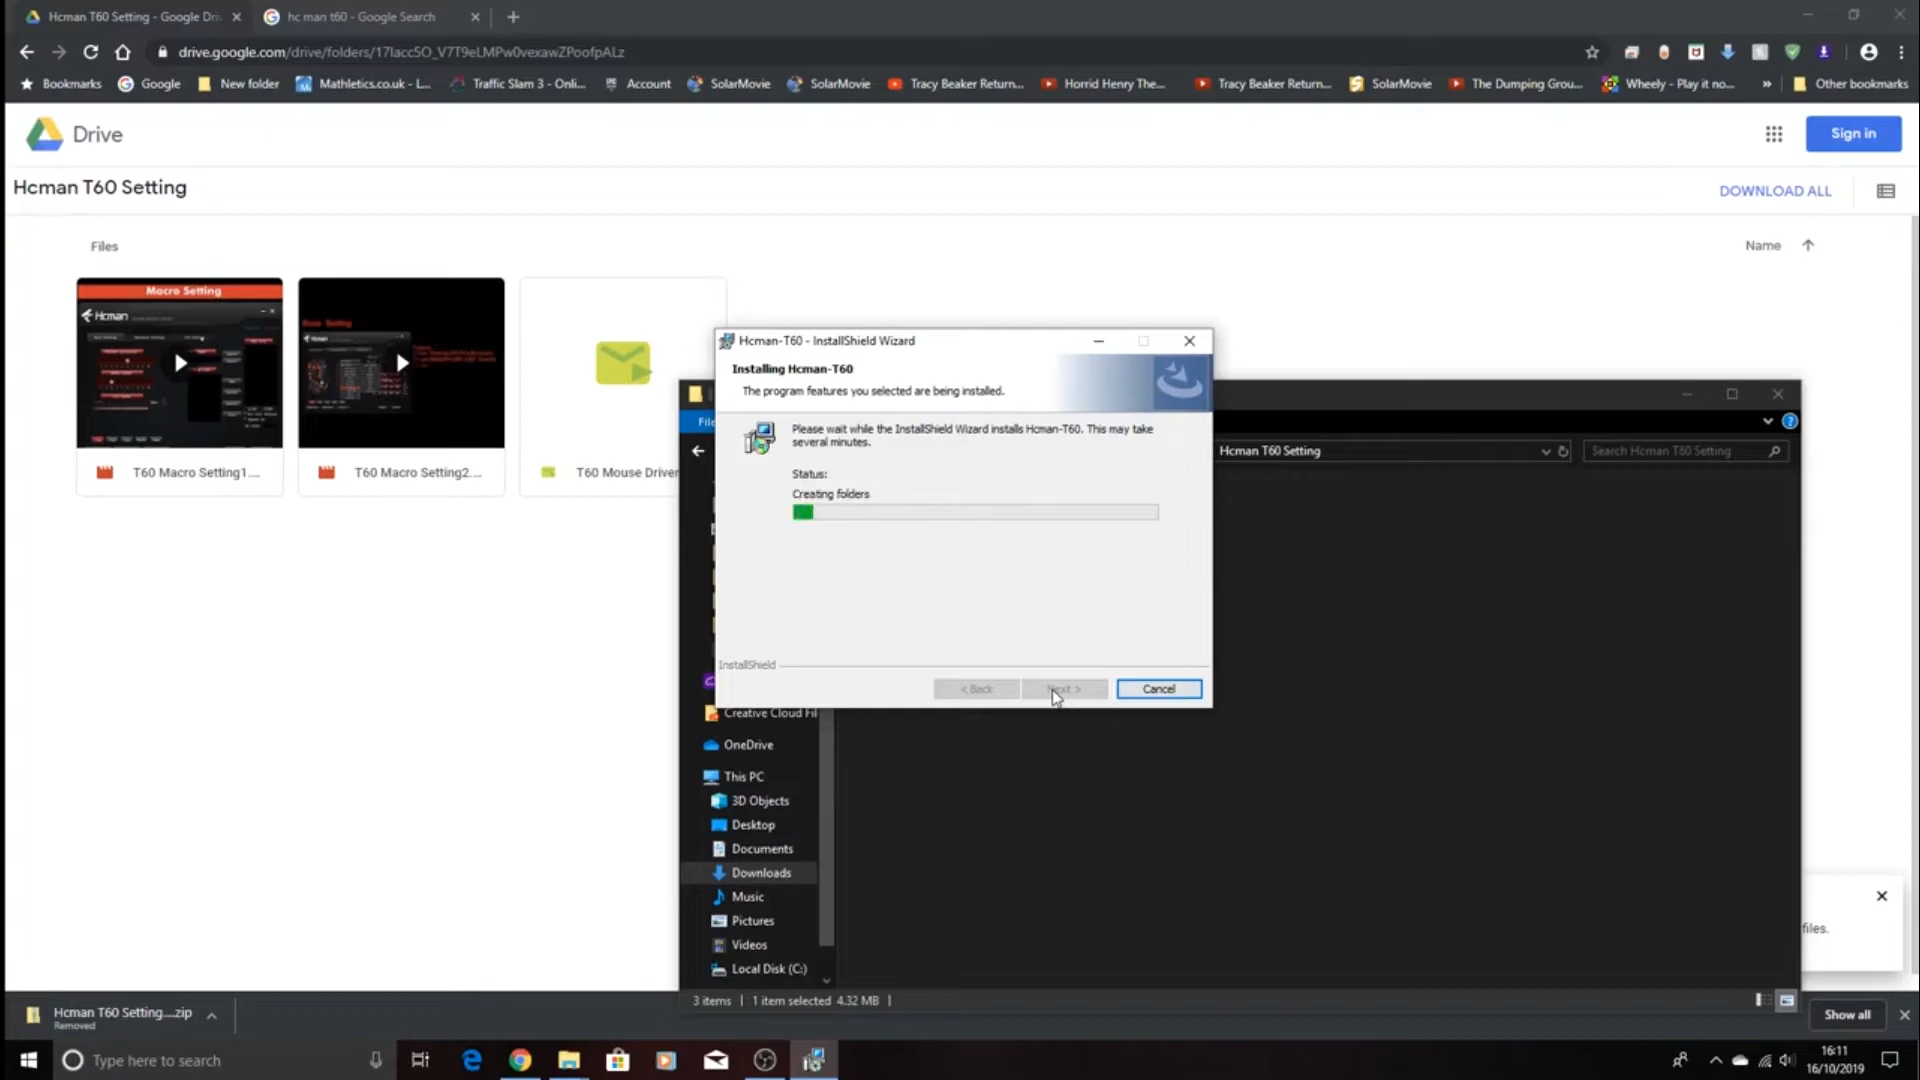 Hcman T60 Setting - Google Dri
hc man t60 - Google Search
drive.google.com/drive/folders/17lacc5O_V7T9eLMPw0vexawZPoofpALz
Bookmarks
Google
New folder
Mathletics.co.uk - L...
Traffic Slam 3 - Onli...
Account
SolarMovie
SolarMovie
Tracy Beaker Return...
Horrid Henry The...
Tracy Beaker Return...
SolarMovie
The Dumping Grou...
Wheely - Play it no...
»
Other bookmarks
Drive
Sign in
Hcman T60 Setting
DOWNLOAD ALL
Files
Name
Macro Setting
Hcman
T60 Macro Setting1....
T60 Macro Setting2....
T60 Mouse Driver
Hcman-T60 - InstallShield Wizard
Installing Hcman-T60
The program features you selected are being installed.
Please wait while the InstallShield Wizard installs Hcman-T60. This may take
several minutes.
Status:
Creating folders
InstallShield
< Back
Next >
Cancel
File
Hcman T60 Setting
Search Hcman T60 Setting
Creative Cloud Fil
OneDrive
This PC
3D Objects
Desktop
Documents
Downloads
Music
Pictures
Videos
Local Disk (C:)
3 items
1 item selected 4.32 MB
files.
Hcman T60 Setting....zip
Removed
Show all
Type here to search
16:11
16/10/2019